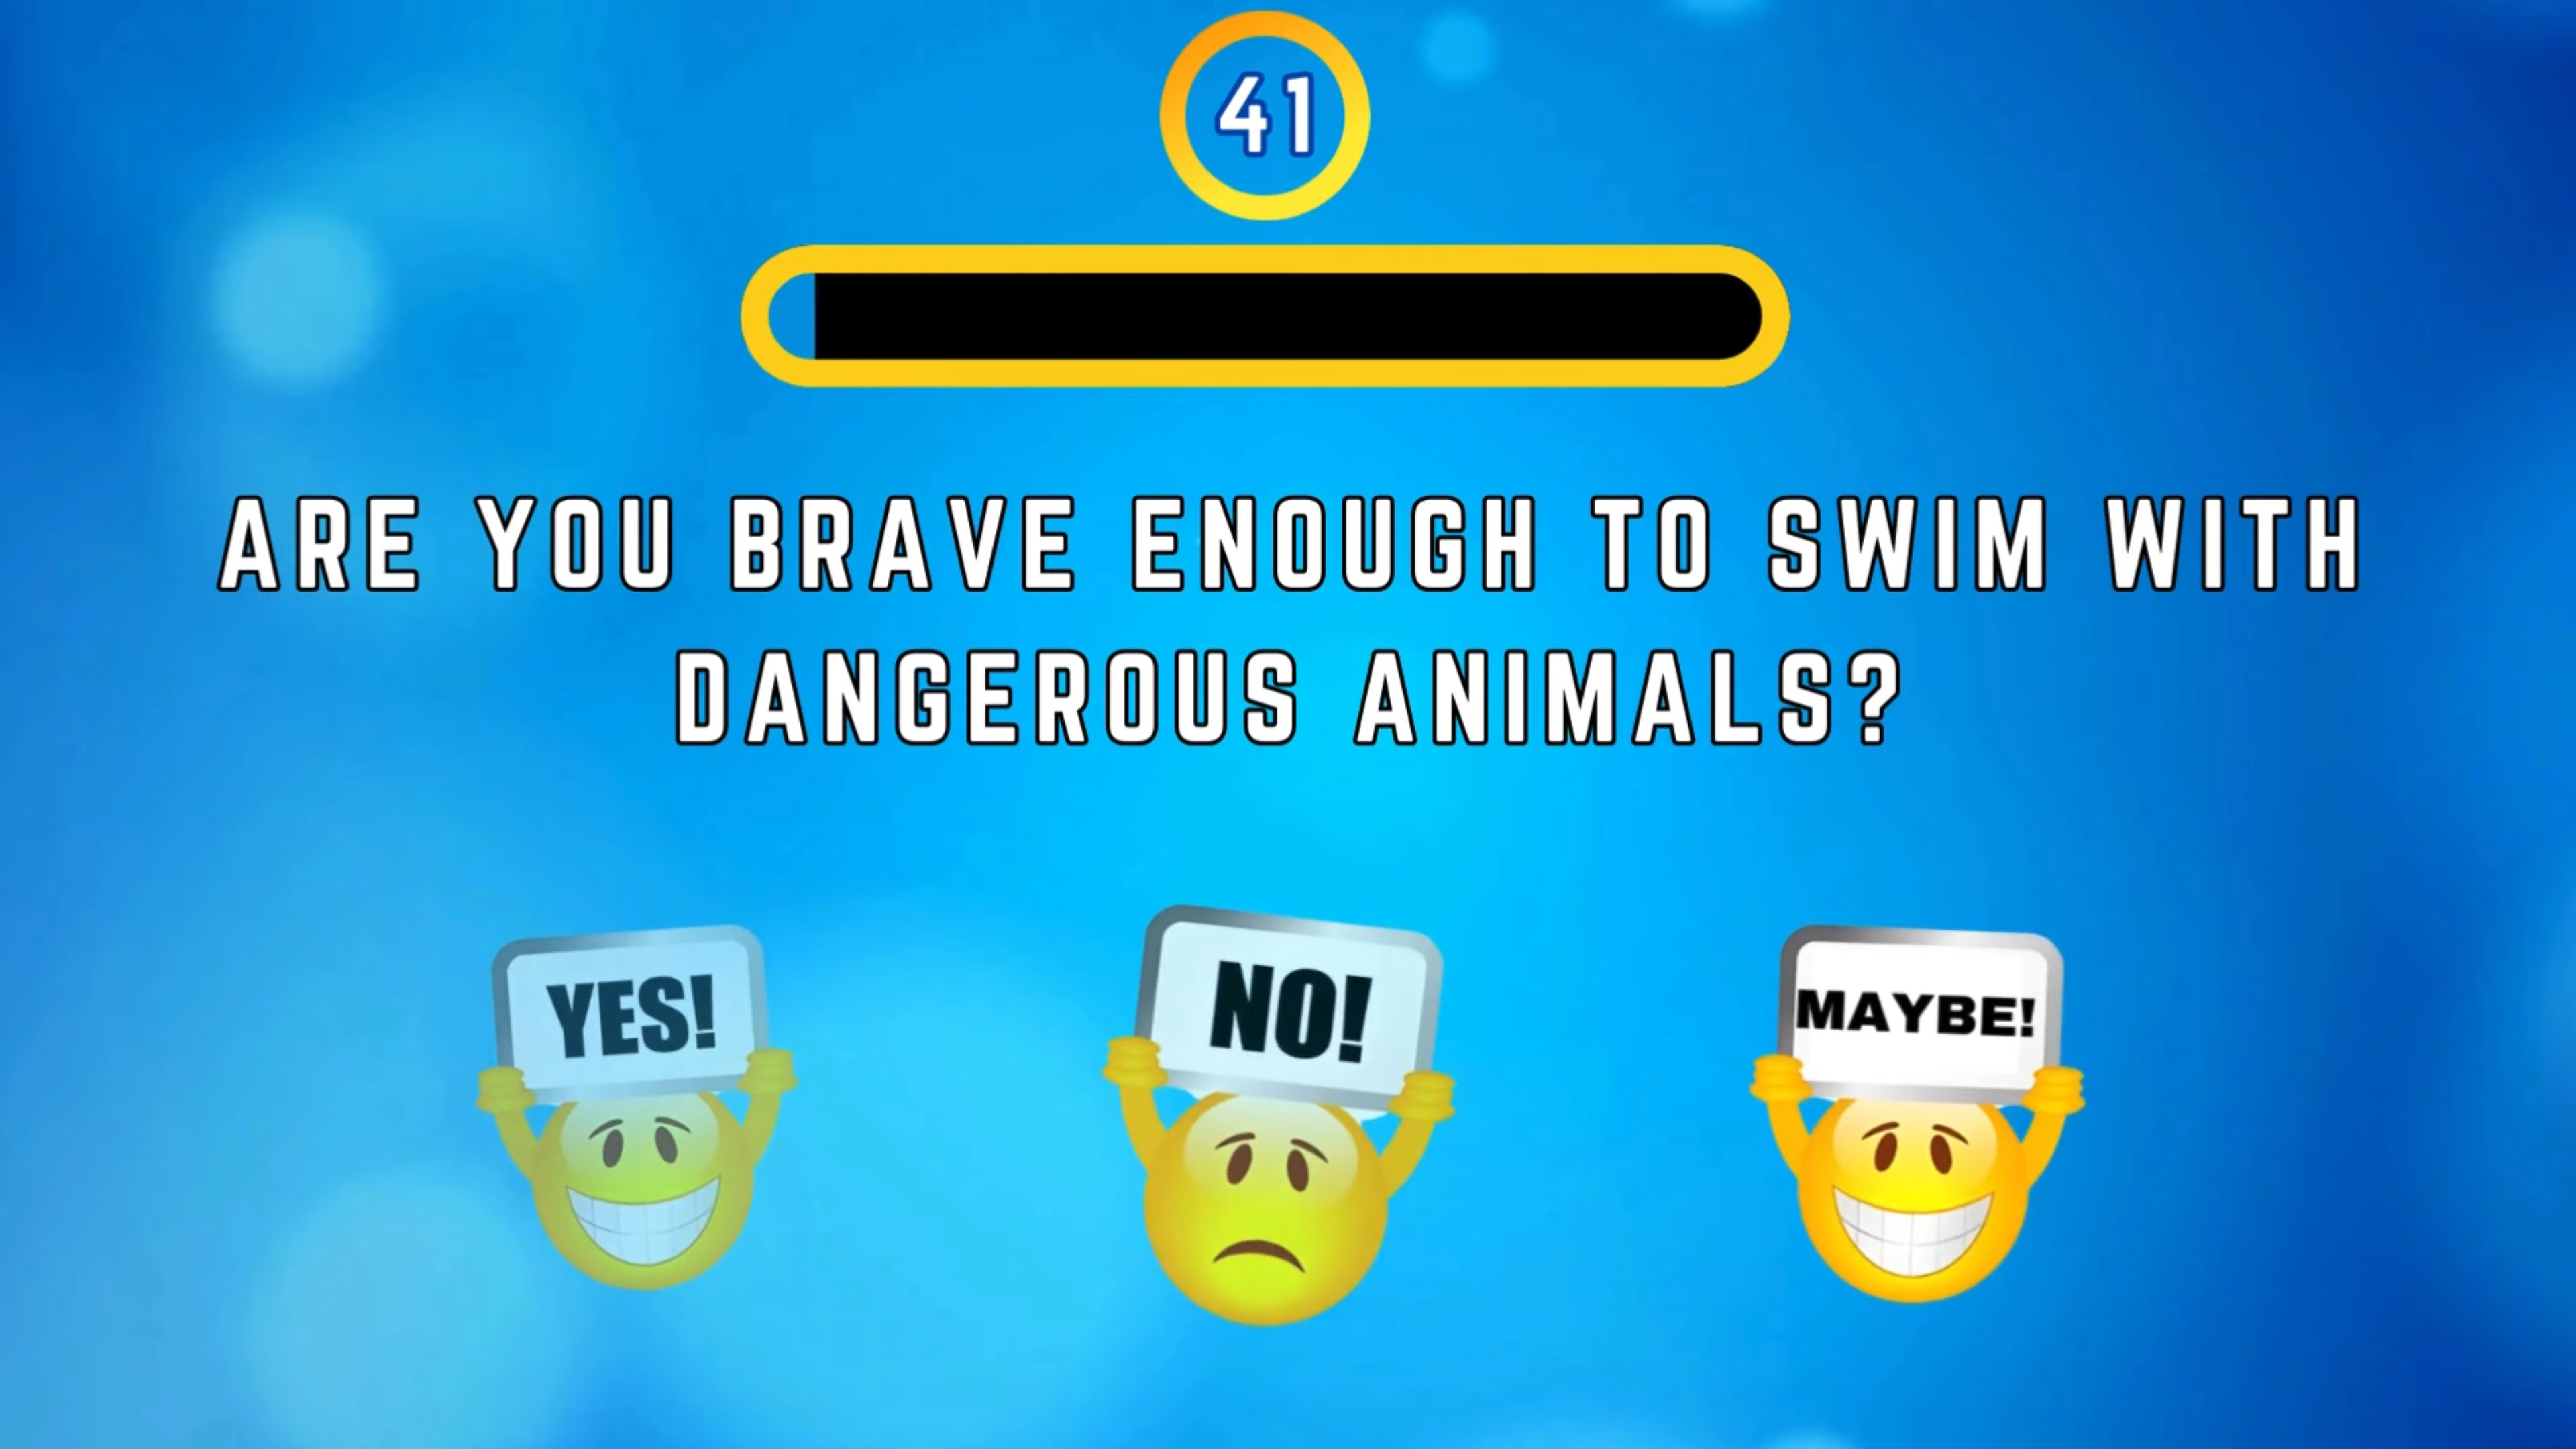 41
ARE YOU BRAVE ENOUGH TO SWIM WITH
DANGEROUS ANIMALS?
YES!
NO!
MAYBE!